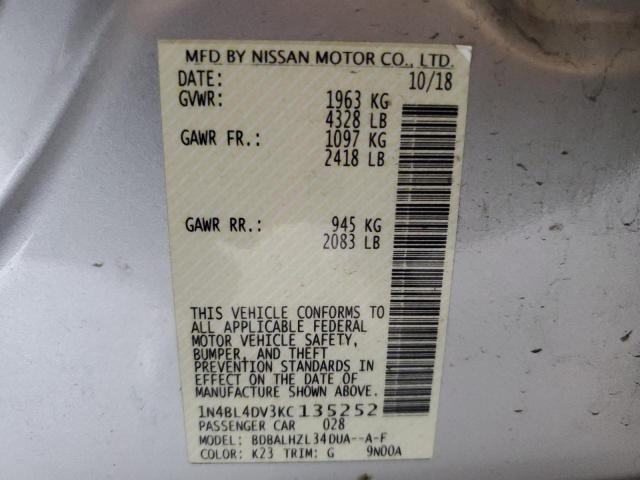 MFD BY NISSAN MOTOR CO., LTD.
DATE: 10/18
GVWR: 1963 KG
4328 LB
GAWR FR.: 1097 KG
2418 LB
GAWR RR.: 945 KG
2083 LB
THIS VEHICLE CONFORMS TO
ALL APPLICABLE FEDERAL
MOTOR VEHICLE SAFETY,
BUMPER, AND THEFT
PREVENTION STANDARDS IN
EFFECT ON THE DATE OF
MANUFACTURE SHOWN ABOVE.
1N4BL4DV3KC135252
PASSENGER CAR 028
MODEL: BDBALHZL34DUA--A-F
COLOR: K23 TRIM: G 9N00A